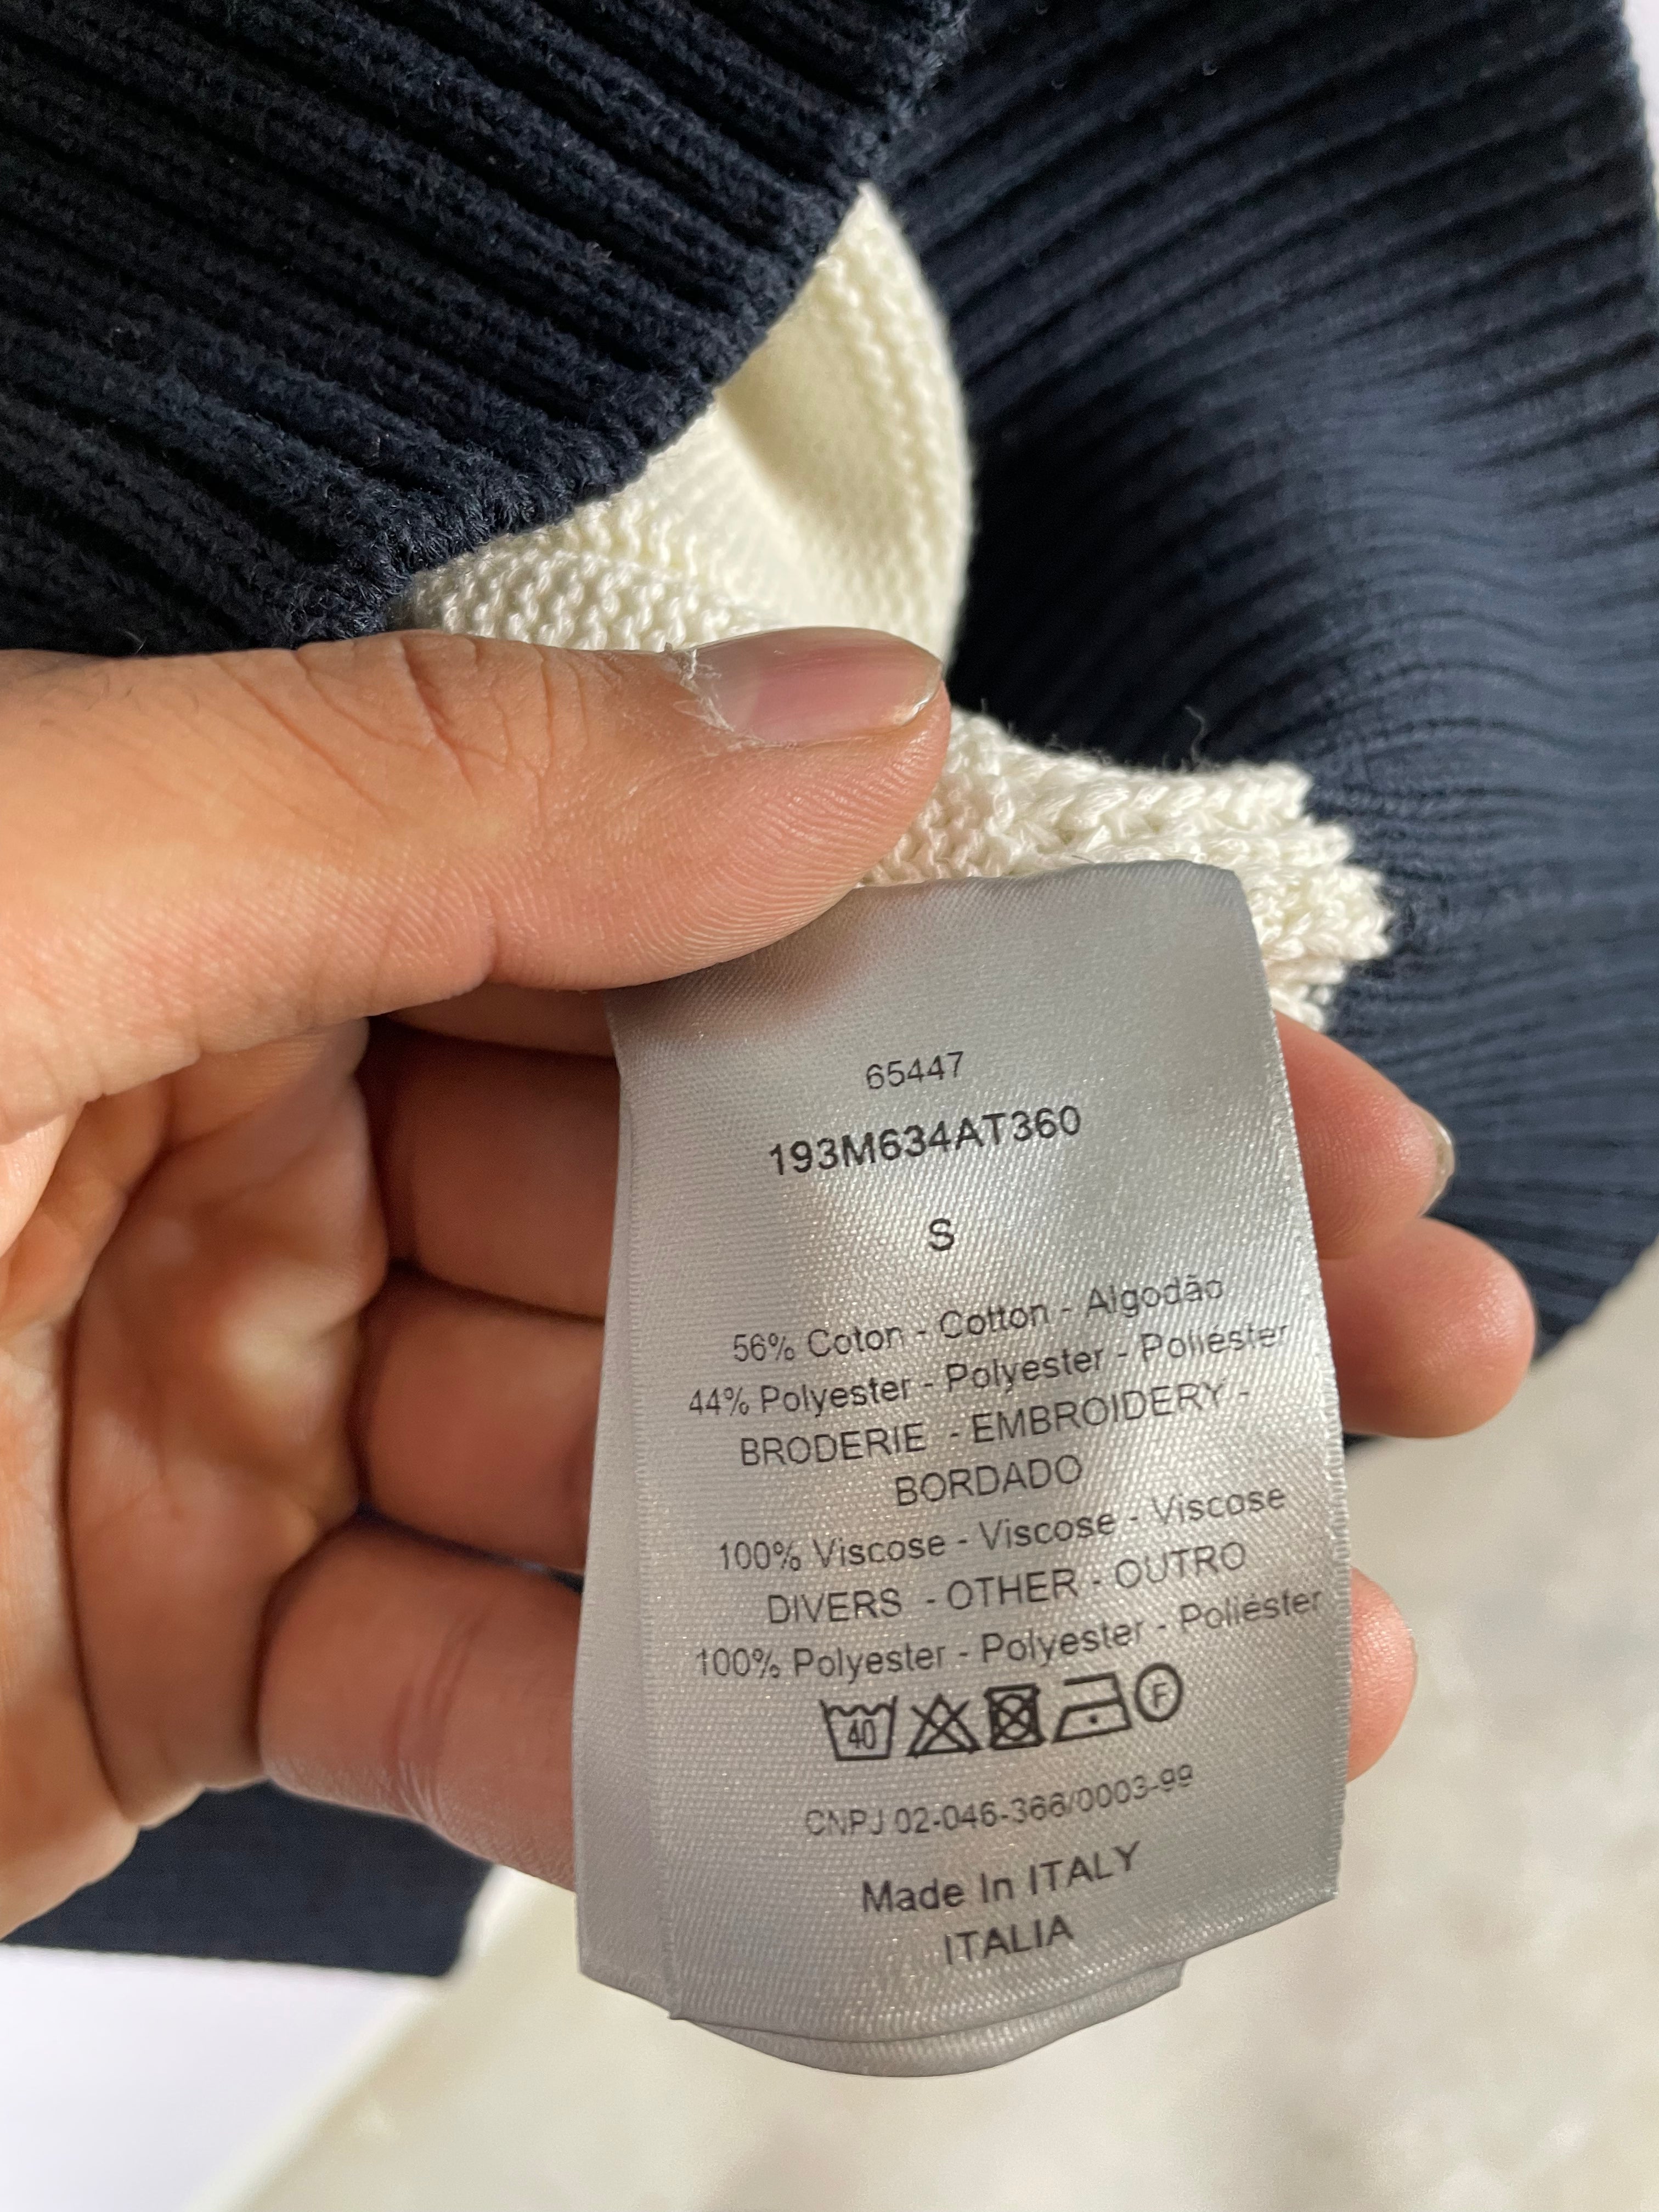 65447
193M634AT360
S
56% Coton - Cotton - Algodão
44% Polyester - Polyester - Poliéster
BRODERIE - EMBROIDERY -
BORDADO
100% Viscose - Viscose - Viscose
DIVERS - OTHER - OUTRO
100% Polyester - Polyester - Poliéster
40 F
CNPJ 02-046-366/0003-99
Made In ITALY
ITALIA